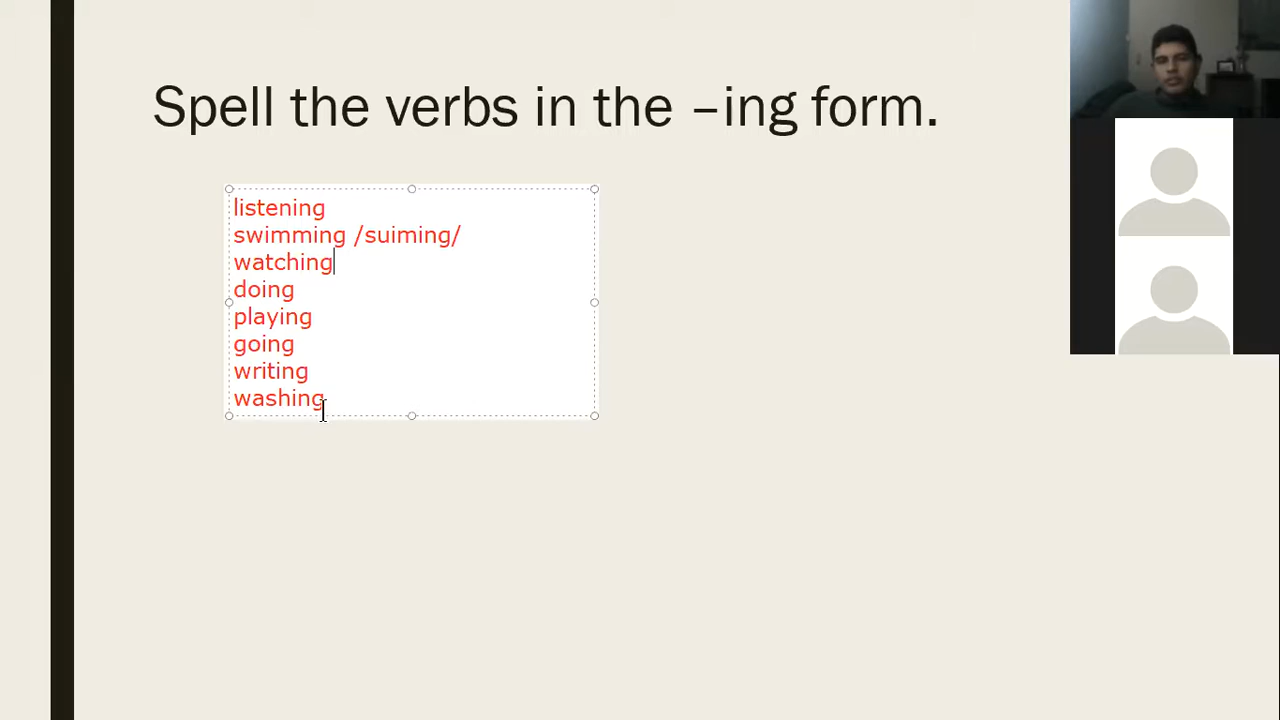 Spell the verbs in the –ing form.
listening
swimming /suiming/
watching
doing
playing
going
writing
washing